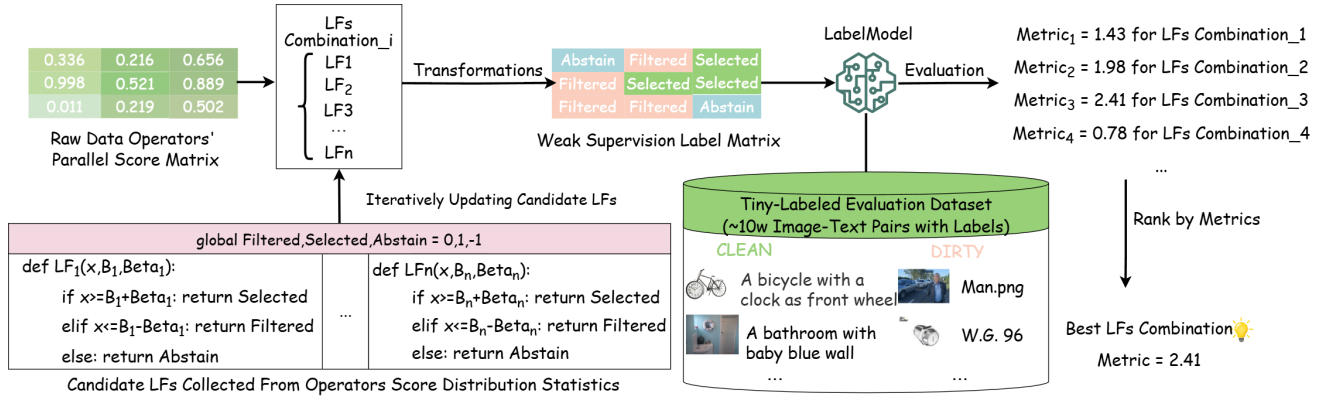 0.336 0.216 0.656
0.998 0.521 0.889
0.011 0.219 0.502
Raw Data Operators'
Parallel Score Matrix
LFs
Combination_i
LF1
LF2
LF3
...
LFn
Transformations
Abstain Filtered Selected
Filtered Selected Selected
Filtered Filtered Abstain
Weak Supervision Label Matrix
LabelModel
Evaluation
Metric1 = 1.43 for LFs Combination_1
Metric2 = 1.98 for LFs Combination_2
Metric3 = 2.41 for LFs Combination_3
Metric4 = 0.78 for LFs Combination_4
...
Rank by Metrics
Best LFs Combination
Metric = 2.41
Iteratively Updating Candidate LFs
global Filtered,Selected,Abstain = 0,1,-1
def LF1(x,B1,Beta1):
if x>=B1+Beta1: return Selected
elif x<=B1-Beta1: return Filtered
else: return Abstain
...
def LFn(x,Bn,Betan):
if x>=Bn+Betan: return Selected
elif x<=Bn-Betan: return Filtered
else: return Abstain
Candidate LFs Collected From Operators Score Distribution Statistics
Tiny-Labeled Evaluation Dataset
(~10w Image-Text Pairs with Labels)
CLEAN
A bicycle with a
clock as front wheel
A bathroom with
baby blue wall
...
DIRTY
Man.png
W.G. 96
...